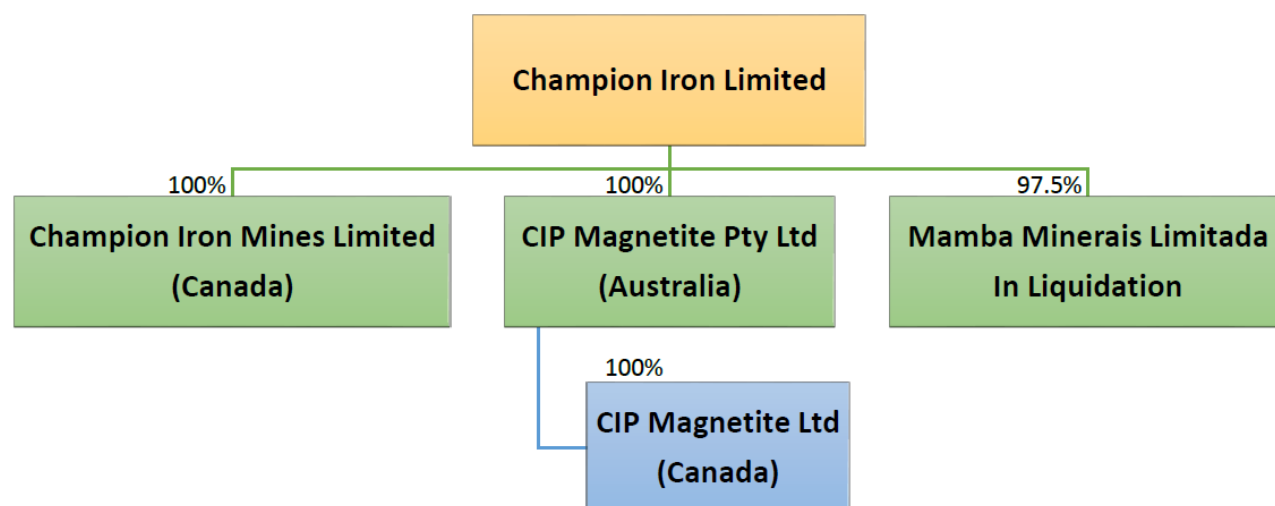 Champion Iron Limited
100%
100%
97.5%
Champion Iron Mines Limited
(Canada)
CIP Magnetite Pty Ltd
(Australia)
Mamba Minerais Limitada
In Liquidation
100%
CIP Magnetite Ltd
(Canada)